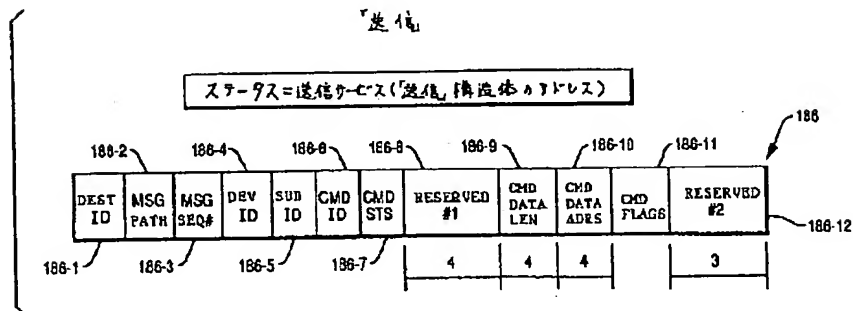 「送信」
ステータス=送信サービス(「送信」構造体のアドレス)
186
186-2
186-4
186-6
186-8
186-9
186-10
186-11
DEST ID
MSG PATH
MSG SEQ#
DEV ID
SUB ID
CMD ID
CMD STS
RESERVED #1
CMD DATA LEN
CMD DATA ADRS
CMD FLAGS
RESERVED #2
186-1
186-3
186-5
186-7
186-12
4
4
4
3